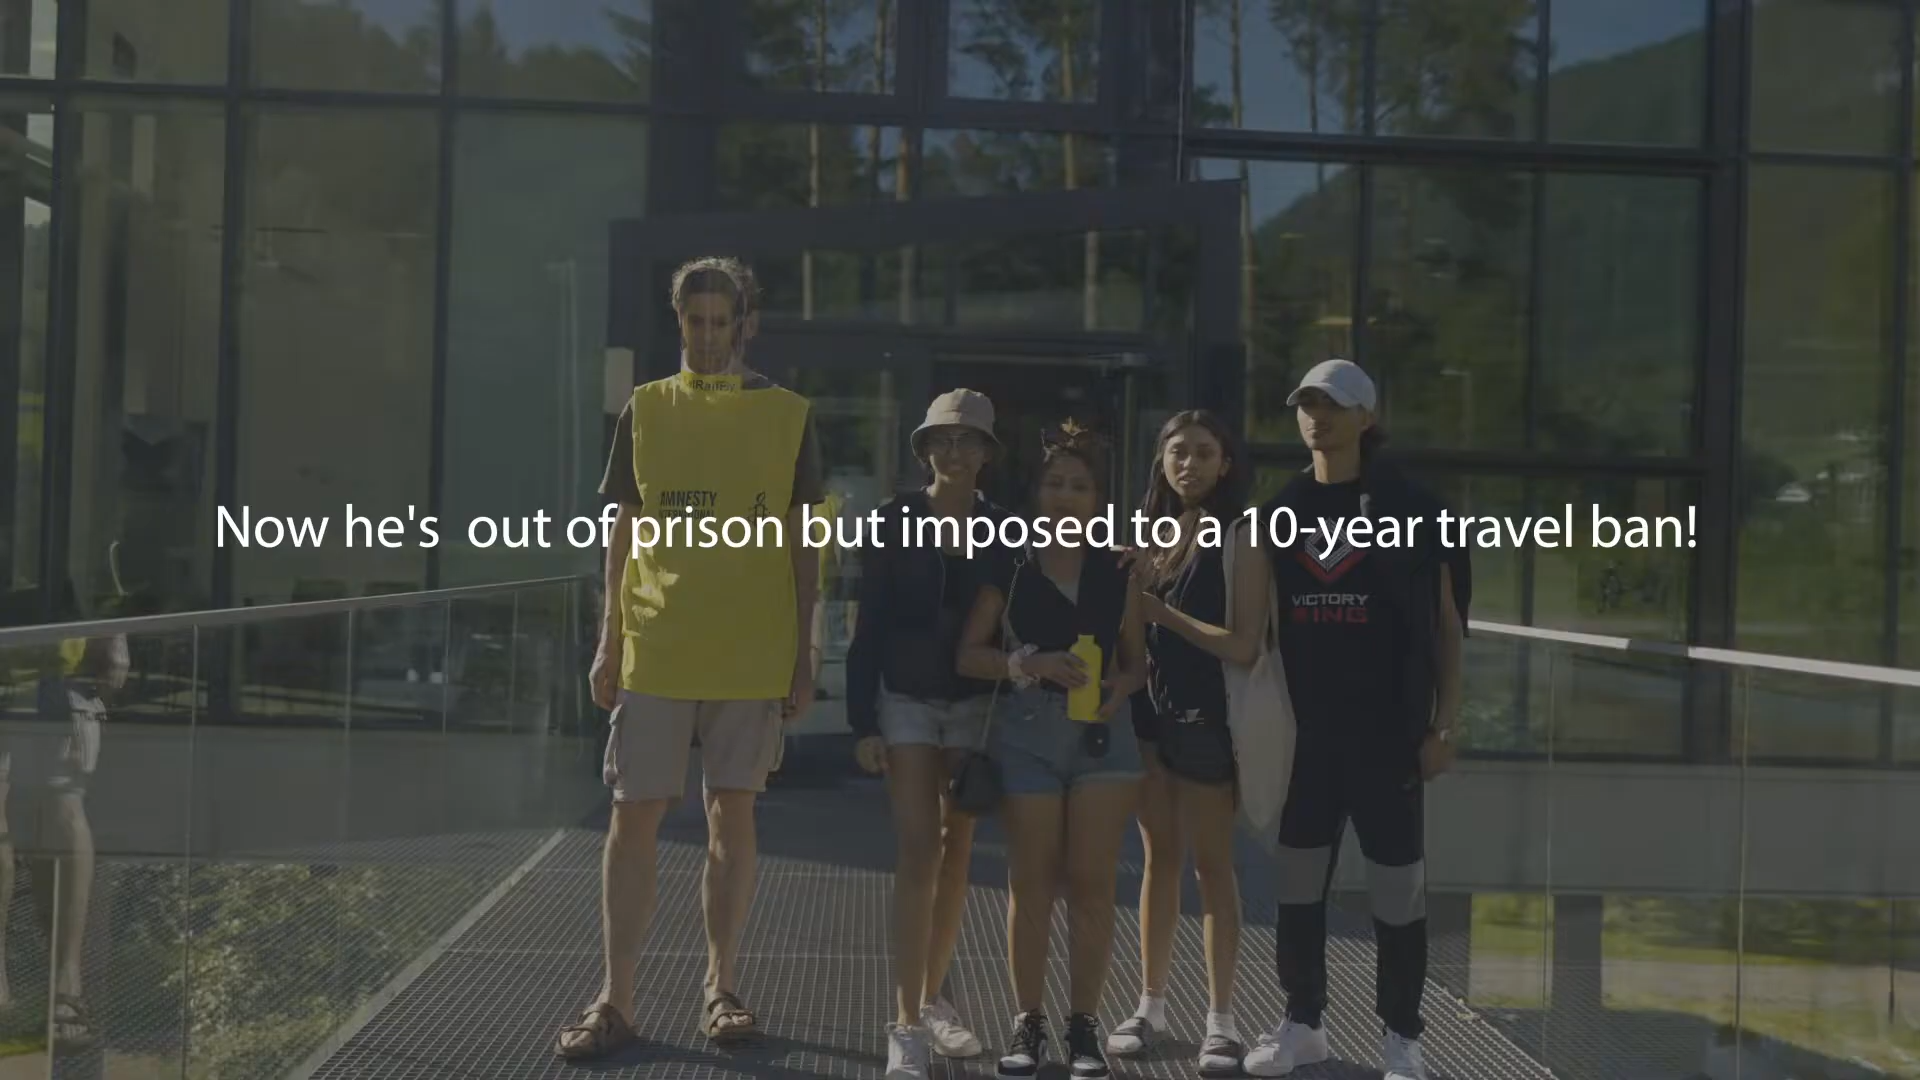 AMNESTY
Now he's  out of prison but imposed to a 10-year travel ban!
VICTORY